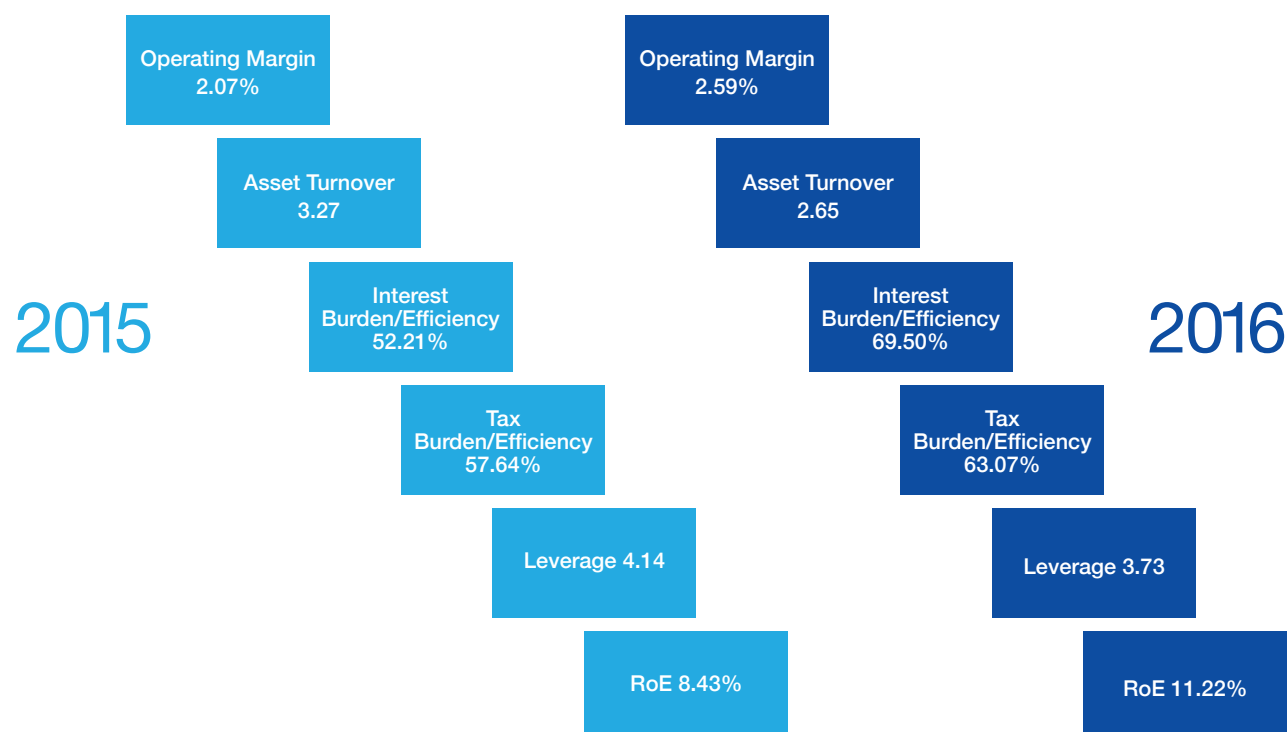 Operating Margin
2.07%
Asset Turnover
3.27
Interest
Burden/Efficiency
52.21%
2015
Tax
Burden/Efficiency
57.64%
Leverage 4.14
RoE 8.43%
Operating Margin
2.59%
Asset Turnover
2.65
Interest
Burden/Efficiency
69.50%
2016
Tax
Burden/Efficiency
63.07%
Leverage 3.73
RoE 11.22%